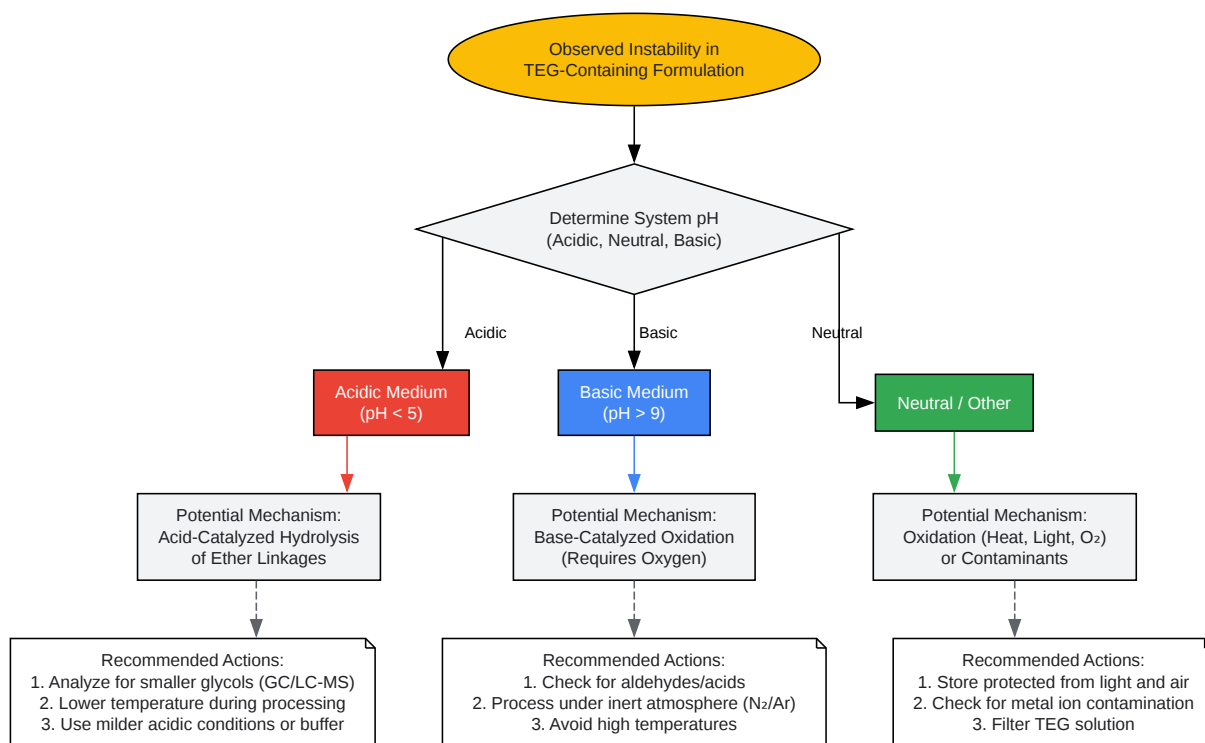 Observed Instability in
TEG-Containing Formulation
Determine System pH
(Acidic, Neutral, Basic)
Acidic
Basic
Neutral
Acidic Medium
(pH < 5)
Basic Medium
(pH > 9)
Neutral / Other
Potential Mechanism:
Acid-Catalyzed Hydrolysis
of Ether Linkages
Potential Mechanism:
Base-Catalyzed Oxidation
(Requires Oxygen)
Potential Mechanism:
Oxidation (Heat, Light, O₂)
or Contaminants
Recommended Actions:
1. Analyze for smaller glycols (GC/LC-MS)
2. Lower temperature during processing
3. Use milder acidic conditions or buffer
Recommended Actions:
1. Check for aldehydes/acids
2. Process under inert atmosphere (N₂/Ar)
3. Avoid high temperatures
Recommended Actions:
1. Store protected from light and air
2. Check for metal ion contamination
3. Filter TEG solution